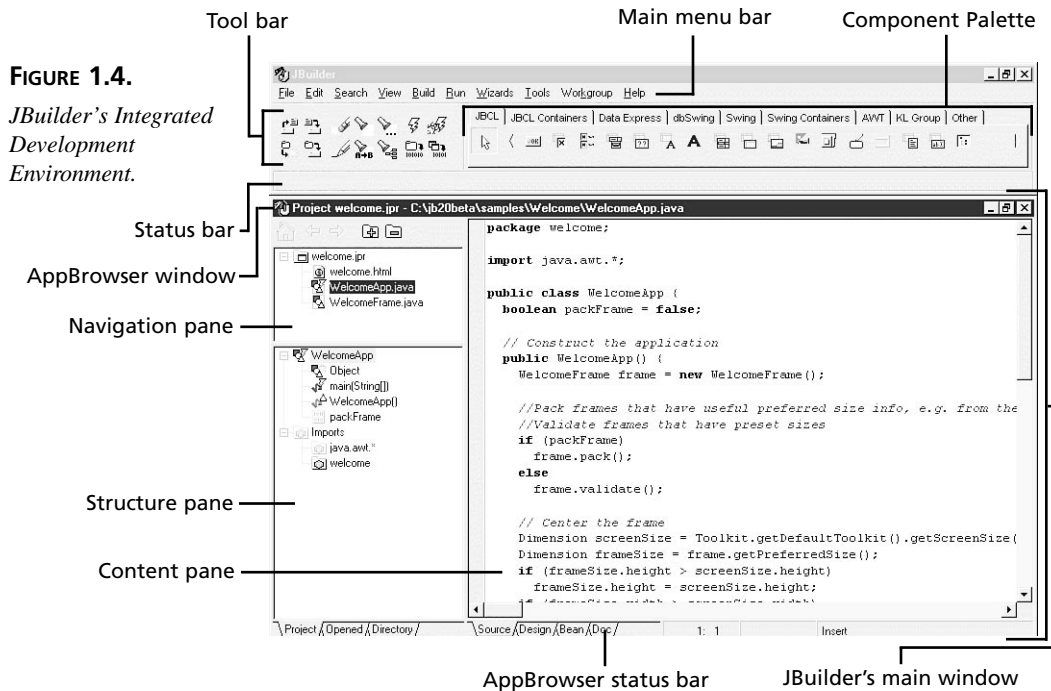 Tool bar
Main menu bar
Component Palette
FIGURE 1.4.
JBuilder's Integrated
Development
Environment.
JBuilder
File Edit Search View Build Run Wizards Tools Workgroup Help
JBCL JBCL Containers Data Express dbSwing Swing Swing Containers AWT KL Group Other
Status bar
AppBrowser window
Navigation pane
Structure pane
Content pane
Project welcome.jpr - C:\jb20beta\samples\Welcome\WelcomeApp.java
welcome.jpr
welcome.html
WelcomeApp.java
WelcomeFrame.java
WelcomeApp
Object
main(String[])
WelcomeApp()
packFrame
Imports
java.awt.*
welcome
package welcome;
import java.awt.*;
public class WelcomeApp {
boolean packFrame = false;
// Construct the application
public WelcomeApp() {
WelcomeFrame frame = new WelcomeFrame();
//Pack frames that have useful preferred size info, e.g. from the
//Validate frames that have preset sizes
if (packFrame)
frame.pack();
else
frame.validate();
// Center the frame
Dimension screenSize = Toolkit.getDefaultToolkit().getScreenSize(
Dimension frameSize = frame.getPreferredSize();
if (frameSize.height > screenSize.height)
frameSize.height = screenSize.height;
Project Opened Directory
Source Design Bean Doc
1: 1
Insert
AppBrowser status bar
JBuilder's main window